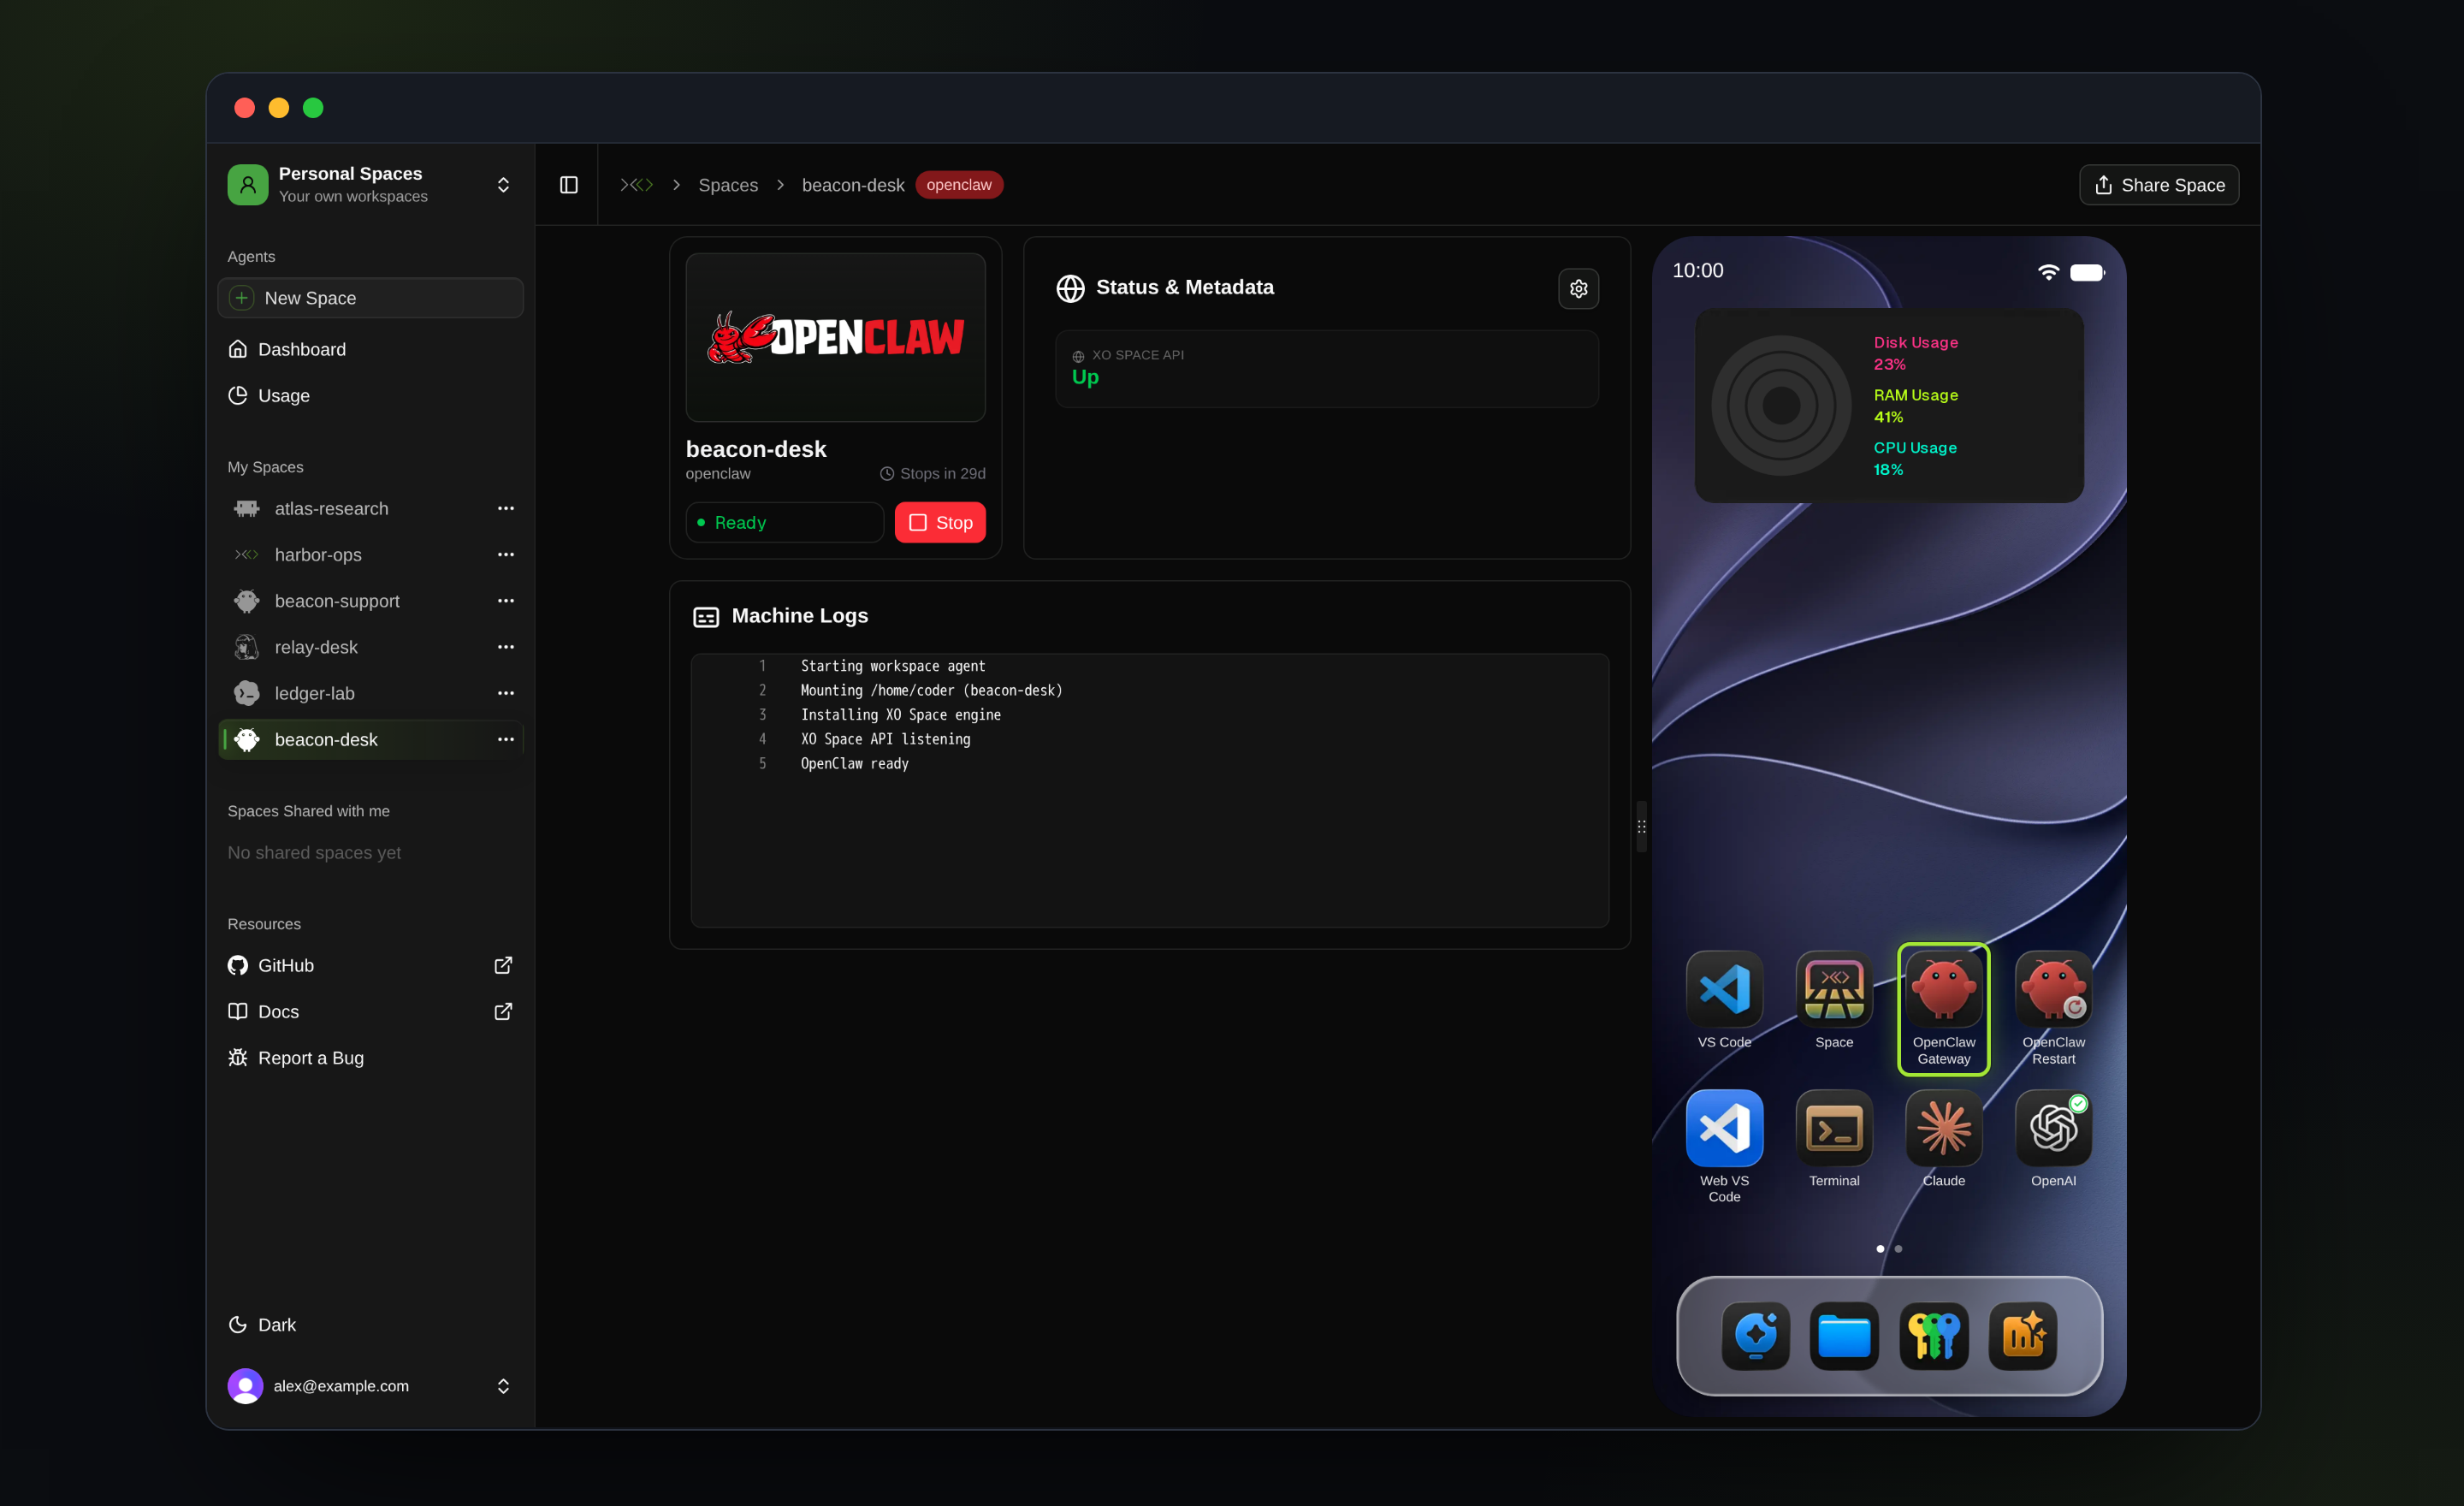 Personal Spaces
Your own workspaces
Agents
New Space
Dashboard
Usage
My Spaces
atlas-research
harbor-ops
beacon-support
relay-desk
ledger-lab
beacon-desk
Spaces Shared with me
No shared spaces yet
Resources
GitHub
Docs
Report a Bug
Dark
alex@example.com
Spaces
beacon-desk
openclaw
Share Space
OPENCLAW
beacon-desk
openclaw
Stops in 29d
Ready
Stop
Status & Metadata
XO SPACE API
Up
Machine Logs
1 Starting workspace agent
2 Mounting /home/coder (beacon-desk)
3 Installing XO Space engine
4 XO Space API listening
5 OpenClaw ready
10:00
Disk Usage
23%
RAM Usage
41%
CPU Usage
18%
VS Code
Space
OpenClaw
Gateway
OpenClaw
Restart
Web VS
Code
Terminal
Claude
OpenAI